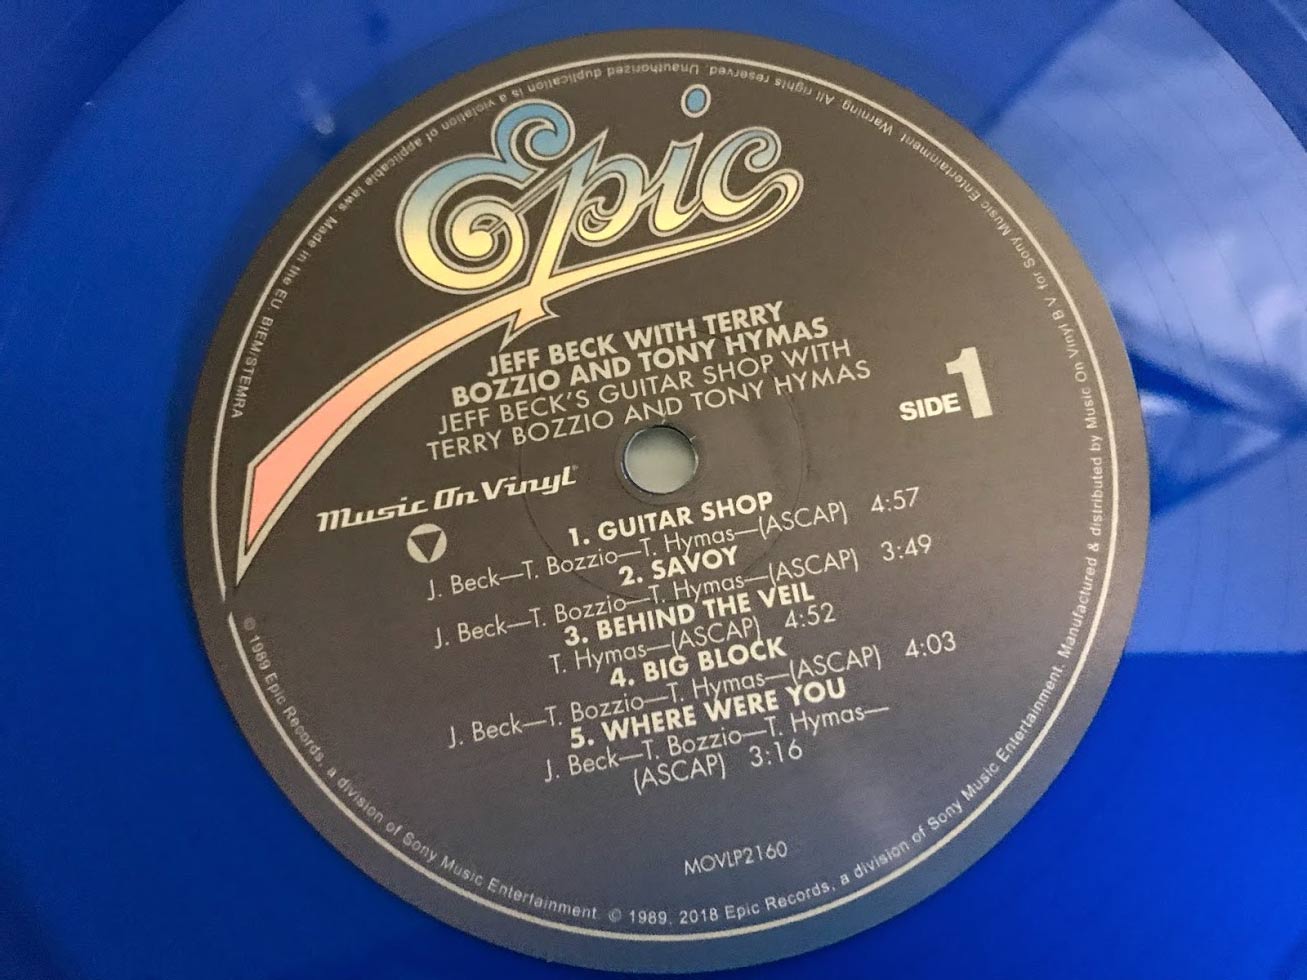 Epic
JEFF BECK WITH TERRY
BOZZIO AND TONY HYMAS
JEFF BECK'S GUITAR SHOP WITH
TERRY BOZZIO AND TONY HYMAS
SIDE 1
Music On Vinyl
1. GUITAR SHOP
J. Beck—T. Bozzio—T. Hymas—(ASCAP) 4:57
2. SAVOY
J. Beck—T. Bozzio—T. Hymas—(ASCAP) 3:49
3. BEHIND THE VEIL
T. Hymas—(ASCAP) 4:52
4. BIG BLOCK
J. Beck—T. Bozzio—T. Hymas—(ASCAP) 4:03
5. WHERE WERE YOU
J. Beck—T. Bozzio—T. Hymas—
(ASCAP) 3:16
MOVLP2160
℗ 1989 Epic Records, a division of Sony Music Entertainment. © 1989, 2018 Epic Records, a division of Sony Music Entertainment. Manufactured & distributed by Music On Vinyl B.V. for Sony Music Entertainment. Warning. All rights reserved. Unauthorized duplication is a violation of applicable laws. Made in the EU. BIEM/STEMRA